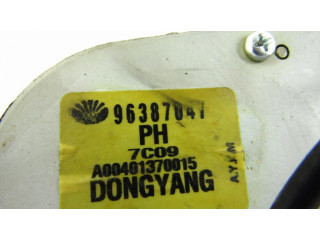 96387047
PH
7C09
A00401370015
DONGYANG
A.Y.F.M